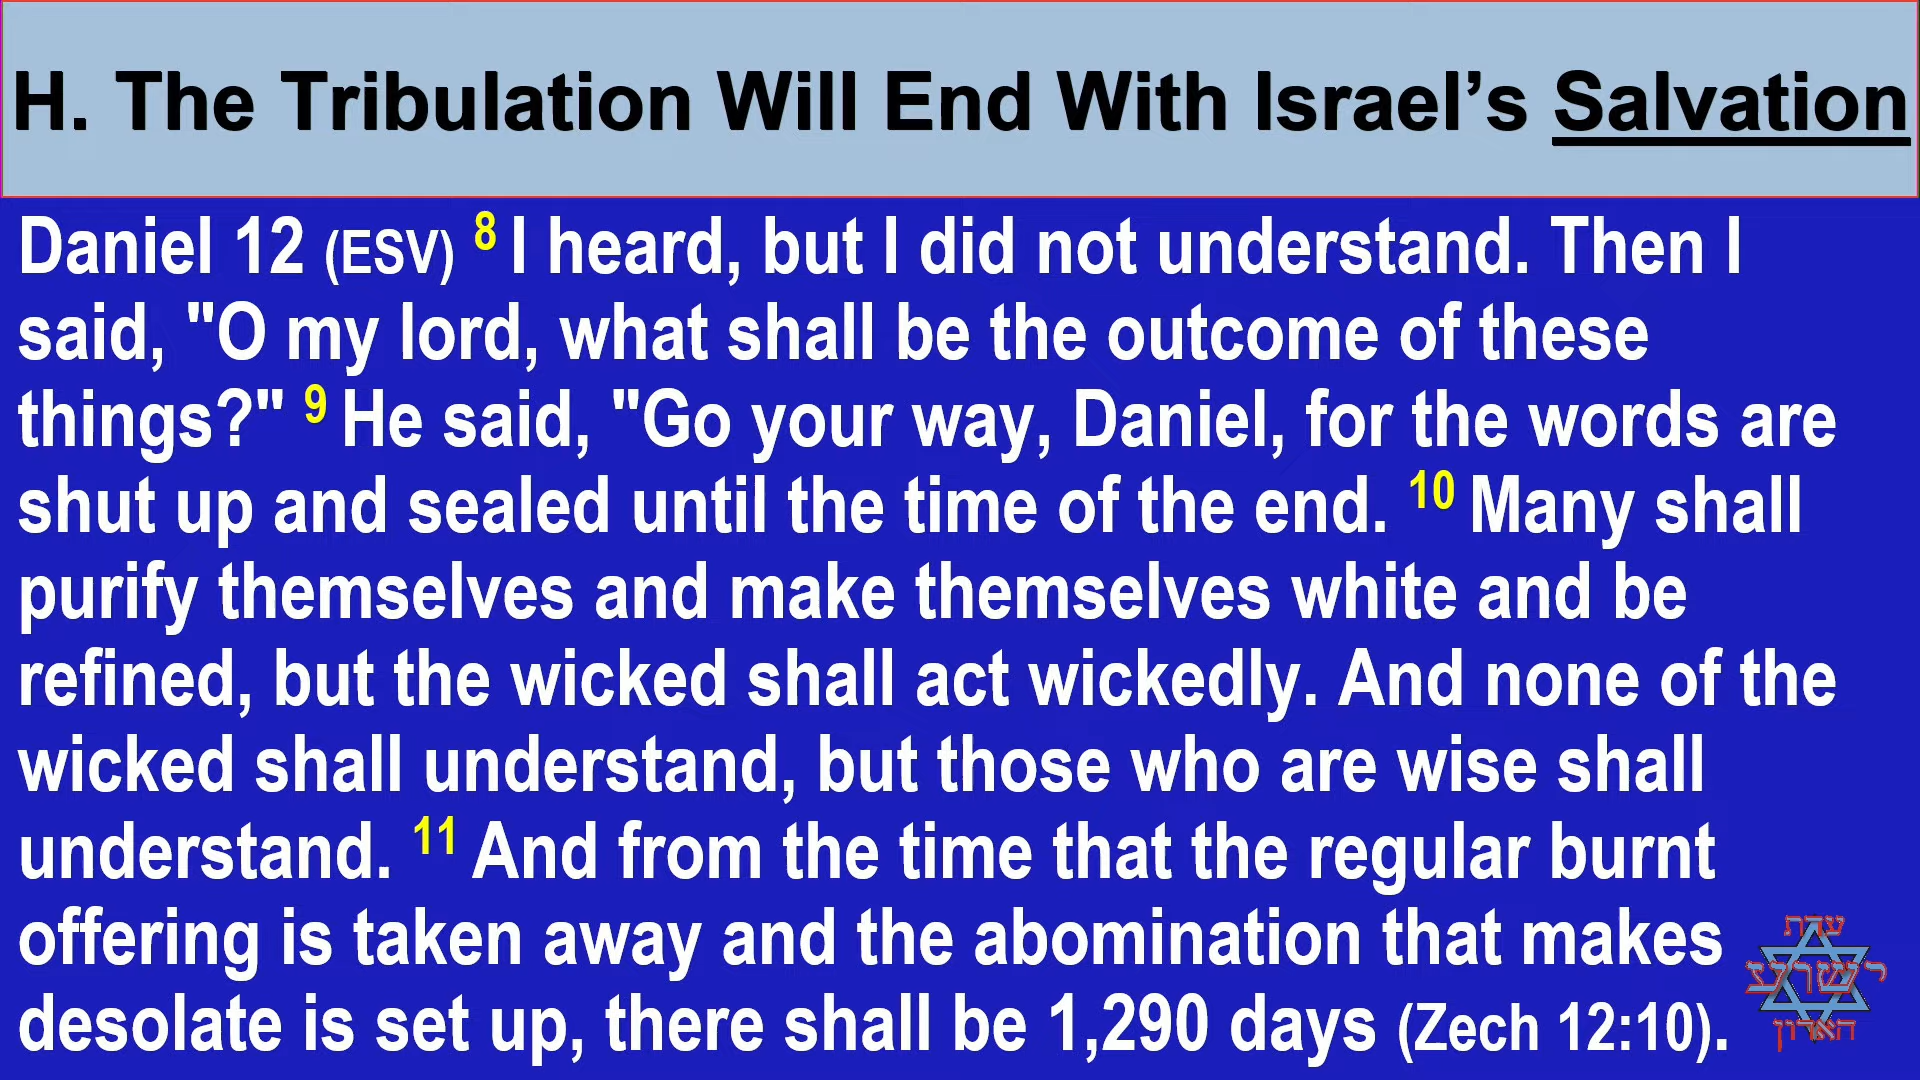 H. The Tribulation Will End With Israel’s Salvation
Daniel 12 (ESV) 8 I heard, but I did not understand. Then I
said, "O my lord, what shall be the outcome of these
things?" 9 He said, "Go your way, Daniel, for the words are
shut up and sealed until the time of the end. 10 Many shall
purify themselves and make themselves white and be
refined, but the wicked shall act wickedly. And none of the
wicked shall understand, but those who are wise shall
understand. 11 And from the time that the regular burnt
offering is taken away and the abomination that makes
desolate is set up, there shall be 1,290 days (Zech 12:10).
עדת
הארון